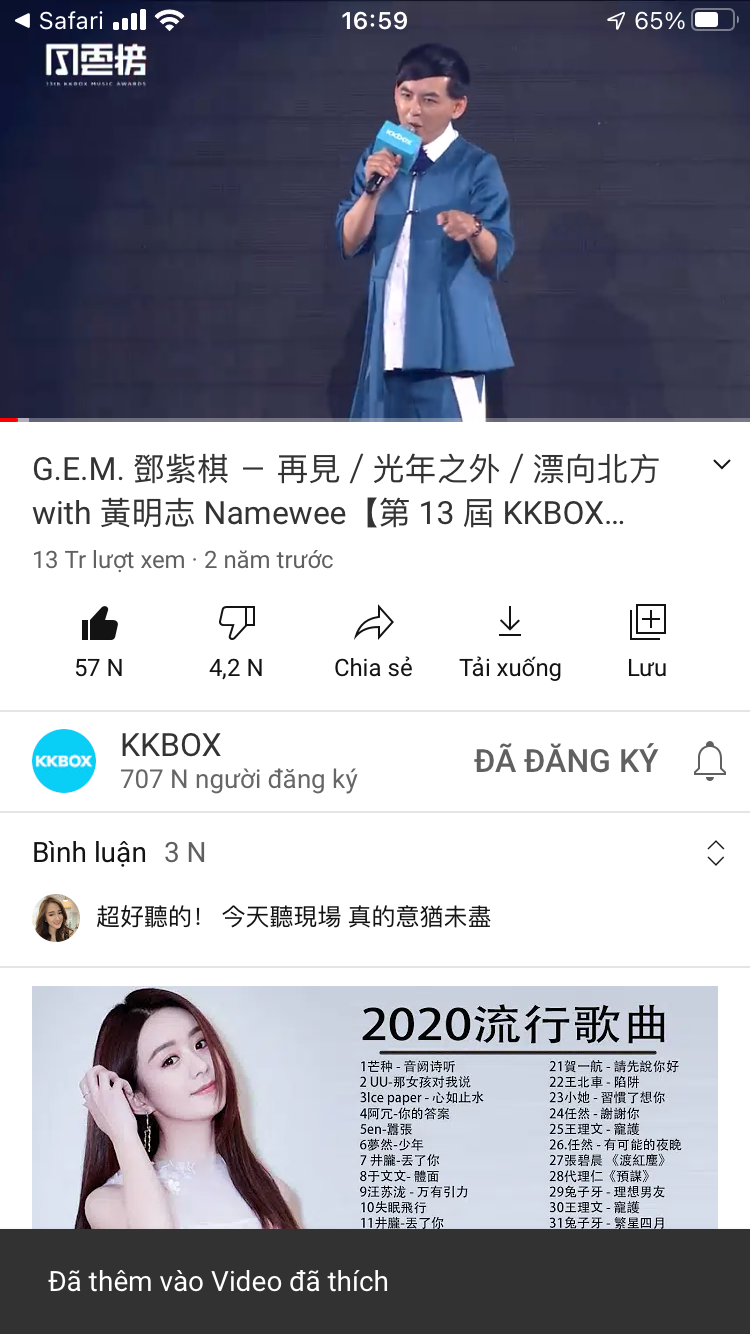 Safari
16:59
65%
風雲榜
13TH KKBOX MUSIC AWARDS
KKBOX
G.E.M. 鄧紫棋 － 再見 / 光年之外 / 漂向北方
with 黃明志 Namewee【第 13 屆 KKBOX…
13 Tr lượt xem · 2 năm trước
57 N
4,2 N
Chia sẻ
Tải xuống
Lưu
KKBOX
KKBOX
707 N người đăng ký
ĐÃ ĐĂNG KÝ
Bình luận 3 N
超好聽的！ 今天聽現場 真的意猶未盡
2020流行歌曲
1芒种 - 音阙诗听
2 UU-那女孩对我说
3Ice paper - 心如止水
4阿冗-你的答案
5en-嚣張
6夢然-少年
7 井朧-丟了你
8于文文- 體面
9汪苏泷 - 万有引力
10失眠飛行
11井朧-丟了你
21賀一航 - 請先說你好
22王北車 - 陷阱
23小她 - 習慣了想你
24任然 - 謝謝你
25王理文 - 寵護
26.任然 - 有可能的夜晚
27張碧晨 《渡紅塵》
28代理仁《預謀》
29兔子牙 - 理想男友
30王理文 - 寵護
31兔子牙 - 繁星四月
Đã thêm vào Video đã thích